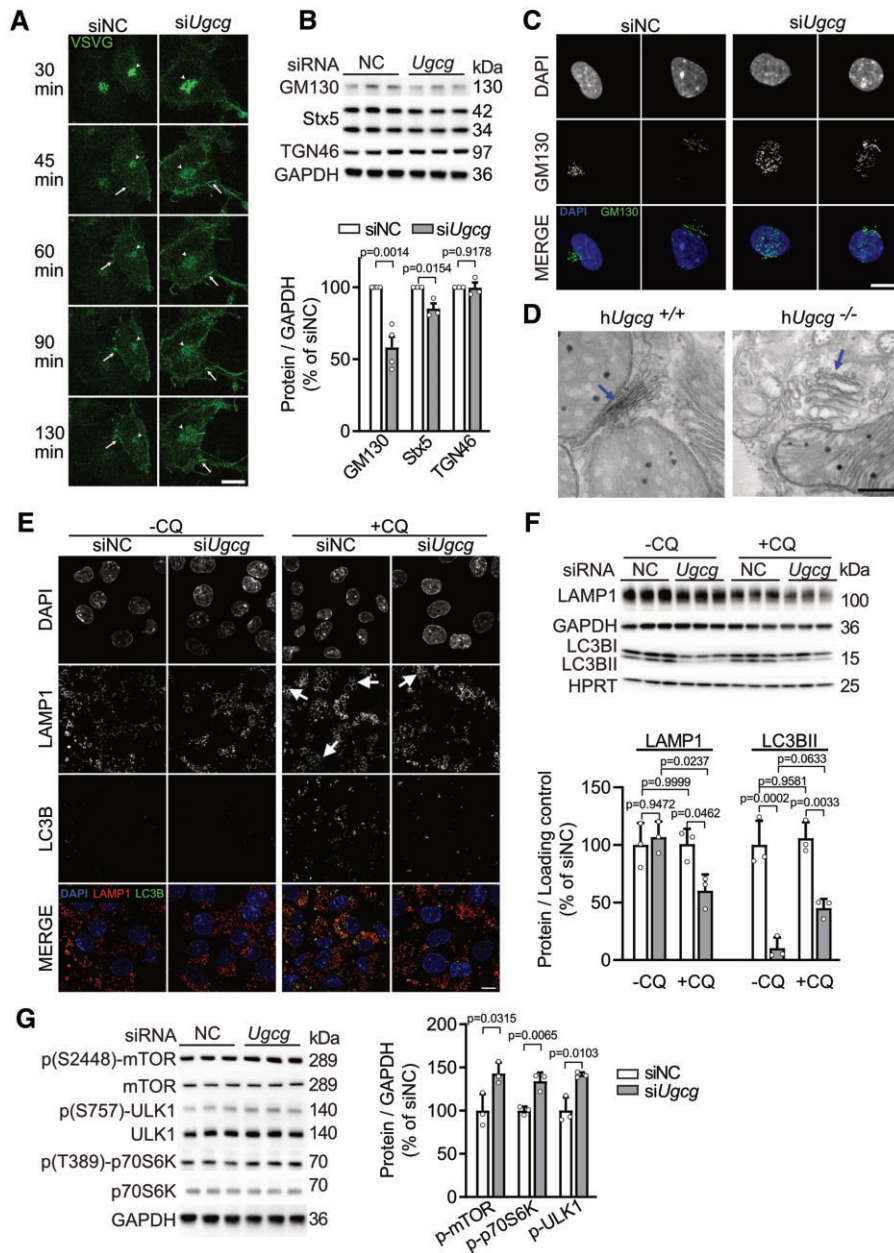 A
siNC siUgcg
VSVG
30 min
45 min
60 min
90 min
130 min
B
siRNA NC Ugcg kDa
GM130 130
Stx5 42
34
TGN46 97
GAPDH 36
siNC siUgcg
p=0.0014
p=0.0154
p=0.9178
Protein / GAPDH
(% of siNC)
100
50
0
GM130 Stx5 TGN46
C
siNC siUgcg
DAPI
GM130
MERGE
DAPI GM130
D
hUgcg +/+ hUgcg -/-
E
-CQ +CQ
siNC siUgcg siNC siUgcg
DAPI
LAMP1
LC3B
MERGE
DAPI LAMP1 LC3B
F
-CQ +CQ
siRNA NC Ugcg NC Ugcg kDa
LAMP1 100
GAPDH 36
LC3BI
LC3BII 15
HPRT 25
LAMP1 LC3BII
p=0.0237 p=0.0633
p=0.9999 p=0.9581
p=0.9472 p=0.0462 p=0.0002 p=0.0033
Protein / Loading control
(% of siNC)
150
100
50
0
-CQ +CQ -CQ +CQ
G
siRNA NC Ugcg kDa
p(S2448)-mTOR 289
mTOR 289
p(S757)-ULK1 140
ULK1 140
p(T389)-p70S6K 70
p70S6K 70
GAPDH 36
p=0.0315
p=0.0065
p=0.0103
Protein / GAPDH
(% of siNC)
200
150
100
50
0
p-mTOR p-p70S6K p-ULK1
siNC
siUgcg